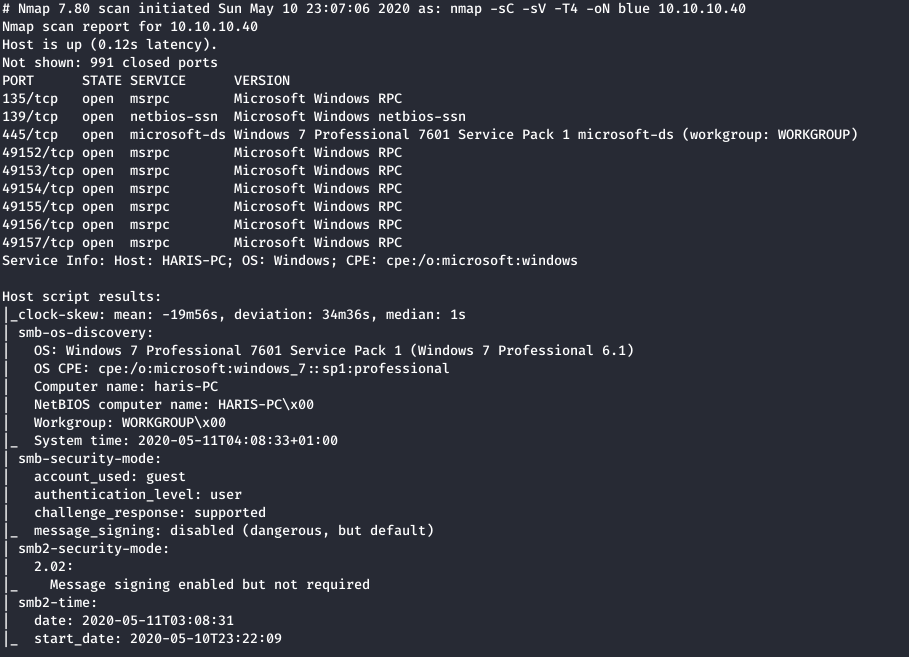 # Nmap 7.80 scan initiated Sun May 10 23:07:06 2020 as: nmap -sC -sV -T4 -oN blue 10.10.10.40
Nmap scan report for 10.10.10.40
Host is up (0.12s latency).
Not shown: 991 closed ports
PORT      STATE SERVICE      VERSION
135/tcp   open  msrpc        Microsoft Windows RPC
139/tcp   open  netbios-ssn  Microsoft Windows netbios-ssn
445/tcp   open  microsoft-ds Windows 7 Professional 7601 Service Pack 1 microsoft-ds (workgroup: WORKGROUP)
49152/tcp open  msrpc        Microsoft Windows RPC
49153/tcp open  msrpc        Microsoft Windows RPC
49154/tcp open  msrpc        Microsoft Windows RPC
49155/tcp open  msrpc        Microsoft Windows RPC
49156/tcp open  msrpc        Microsoft Windows RPC
49157/tcp open  msrpc        Microsoft Windows RPC
Service Info: Host: HARIS-PC; OS: Windows; CPE: cpe:/o:microsoft:windows

Host script results:
|_clock-skew: mean: -19m56s, deviation: 34m36s, median: 1s
| smb-os-discovery:
|   OS: Windows 7 Professional 7601 Service Pack 1 (Windows 7 Professional 6.1)
|   OS CPE: cpe:/o:microsoft:windows_7::sp1:professional
|   Computer name: haris-PC
|   NetBIOS computer name: HARIS-PC\x00
|   Workgroup: WORKGROUP\x00
|_  System time: 2020-05-11T04:08:33+01:00
| smb-security-mode:
|   account_used: guest
|   authentication_level: user
|   challenge_response: supported
|_  message_signing: disabled (dangerous, but default)
| smb2-security-mode:
|   2.02:
|_    Message signing enabled but not required
| smb2-time:
|   date: 2020-05-11T03:08:31
|_  start_date: 2020-05-10T23:22:09